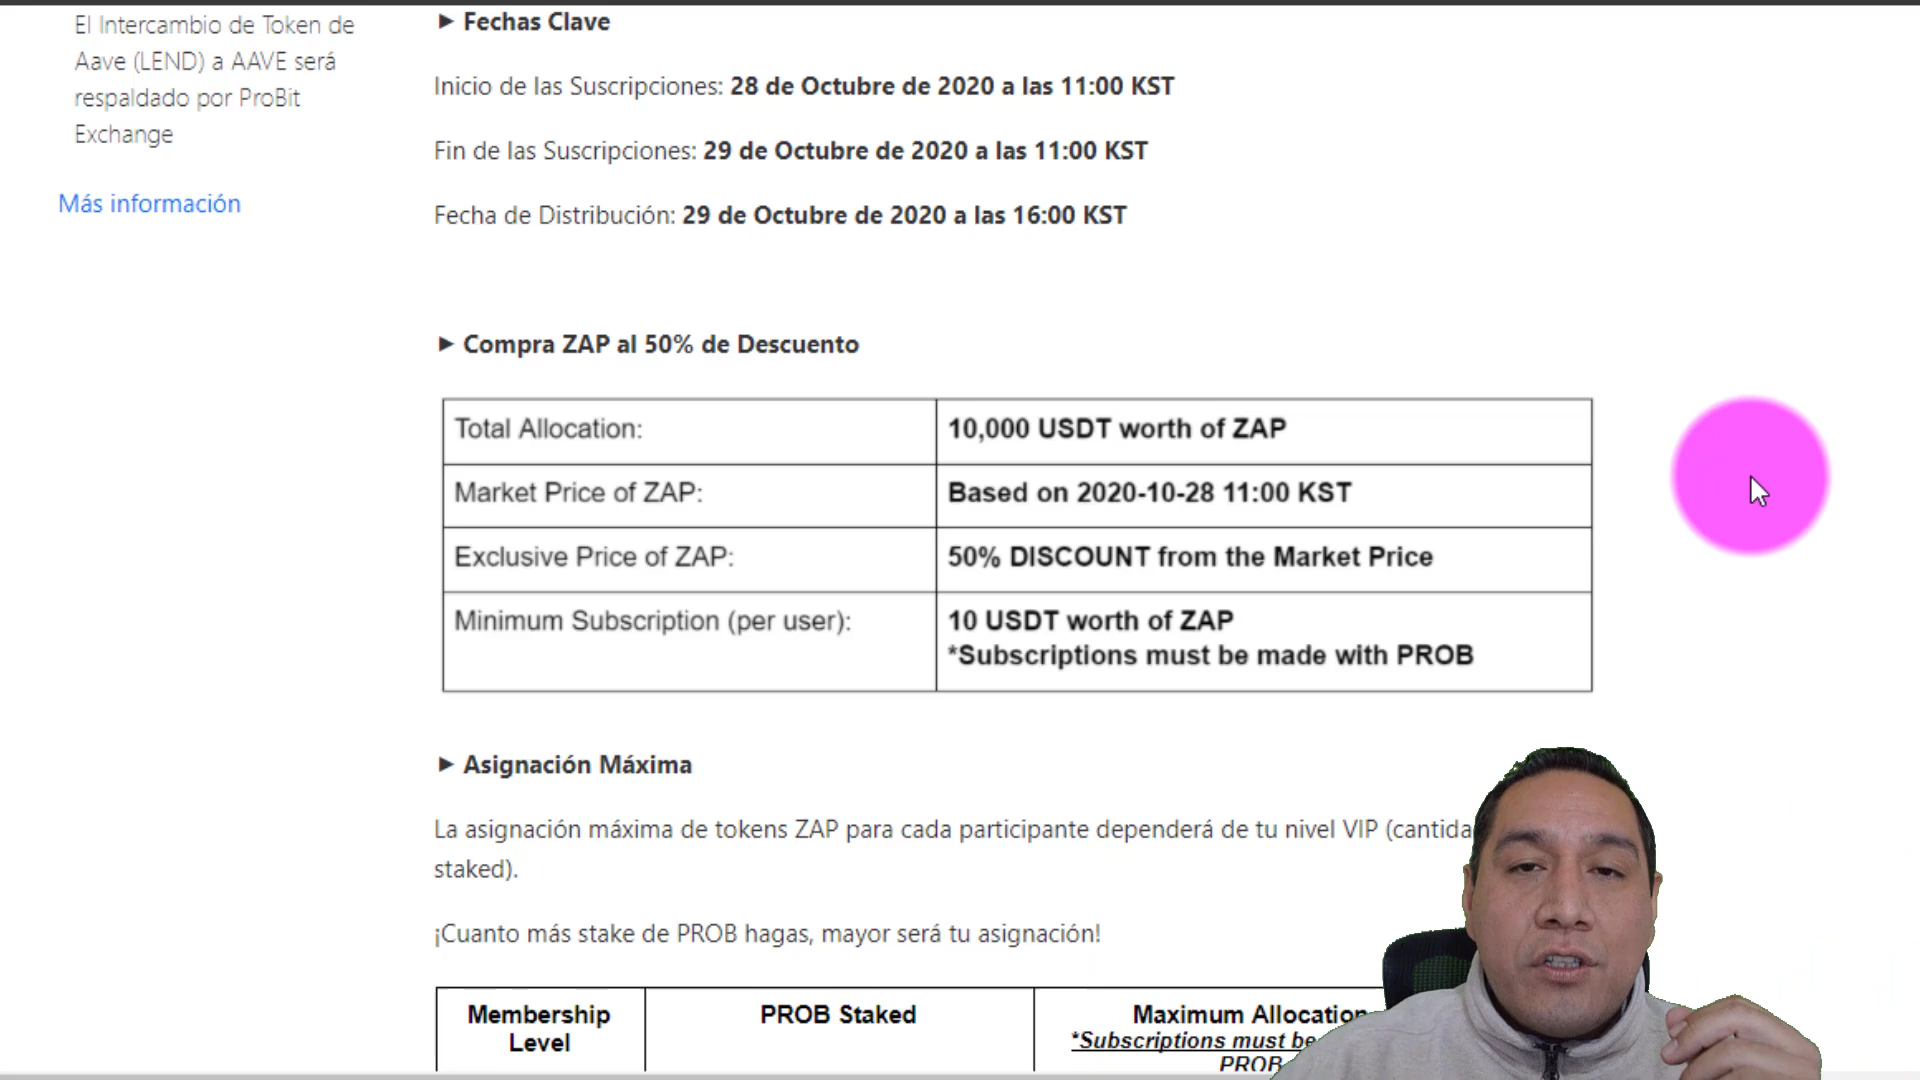 El Intercambio de Token de
Aave (LEND) a AAVE será
respaldado por ProBit
Exchange
Más información
► Fechas Clave
Inicio de las Suscripciones: 28 de Octubre de 2020 a las 11:00 KST
Fin de las Suscripciones: 29 de Octubre de 2020 a las 11:00 KST
Fecha de Distribución: 29 de Octubre de 2020 a las 16:00 KST
► Compra ZAP al 50% de Descuento
Total Allocation: 10,000 USDT worth of ZAP
Market Price of ZAP: Based on 2020-10-28 11:00 KST
Exclusive Price of ZAP: 50% DISCOUNT from the Market Price
Minimum Subscription (per user): 10 USDT worth of ZAP
*Subscriptions must be made with PROB
► Asignación Máxima
La asignación máxima de tokens ZAP para cada participante dependerá de tu nivel VIP (cantida
staked).
¡Cuanto más stake de PROB hagas, mayor será tu asignación!
Membership
Level
PROB Staked
Maximum Allocation
*Subscriptions must be
PROB